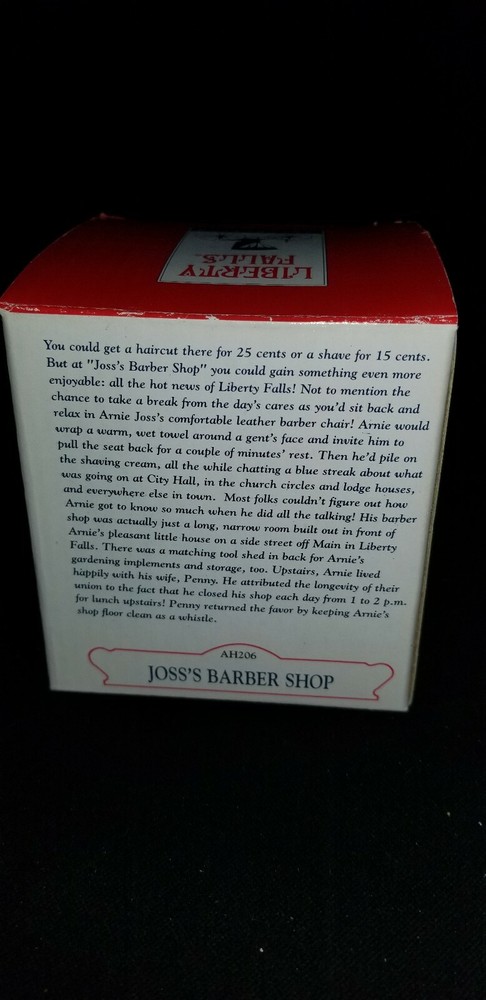 LIBERTY
FALLS™
You could get a haircut there for 25 cents or a shave for 15 cents.
But at "Joss's Barber Shop" you could gain something even more
enjoyable: all the hot news of Liberty Falls! Not to mention the
chance to take a break from the day's cares as you'd sit back and
relax in Arnie Joss's comfortable leather barber chair! Arnie would
wrap a warm, wet towel around a gent's face and invite him to
pull the seat back for a couple of minutes' rest. Then he'd pile on
the shaving cream, all the while chatting a blue streak about what
was going on at City Hall, in the church circles and lodge houses,
and everywhere else in town. Most folks couldn't figure out how
Arnie got to know so much when he did all the talking! His barber
shop was actually just a long, narrow room built out in front of
Arnie's pleasant little house on a side street off Main in Liberty
Falls. There was a matching tool shed in back for Arnie's
gardening implements and storage, too. Upstairs, Arnie lived
happily with his wife, Penny. He attributed the longevity of their
union to the fact that he closed his shop each day from 1 to 2 p.m.
for lunch upstairs! Penny returned the favor by keeping Arnie's
shop floor clean as a whistle.
AH206
JOSS'S BARBER SHOP